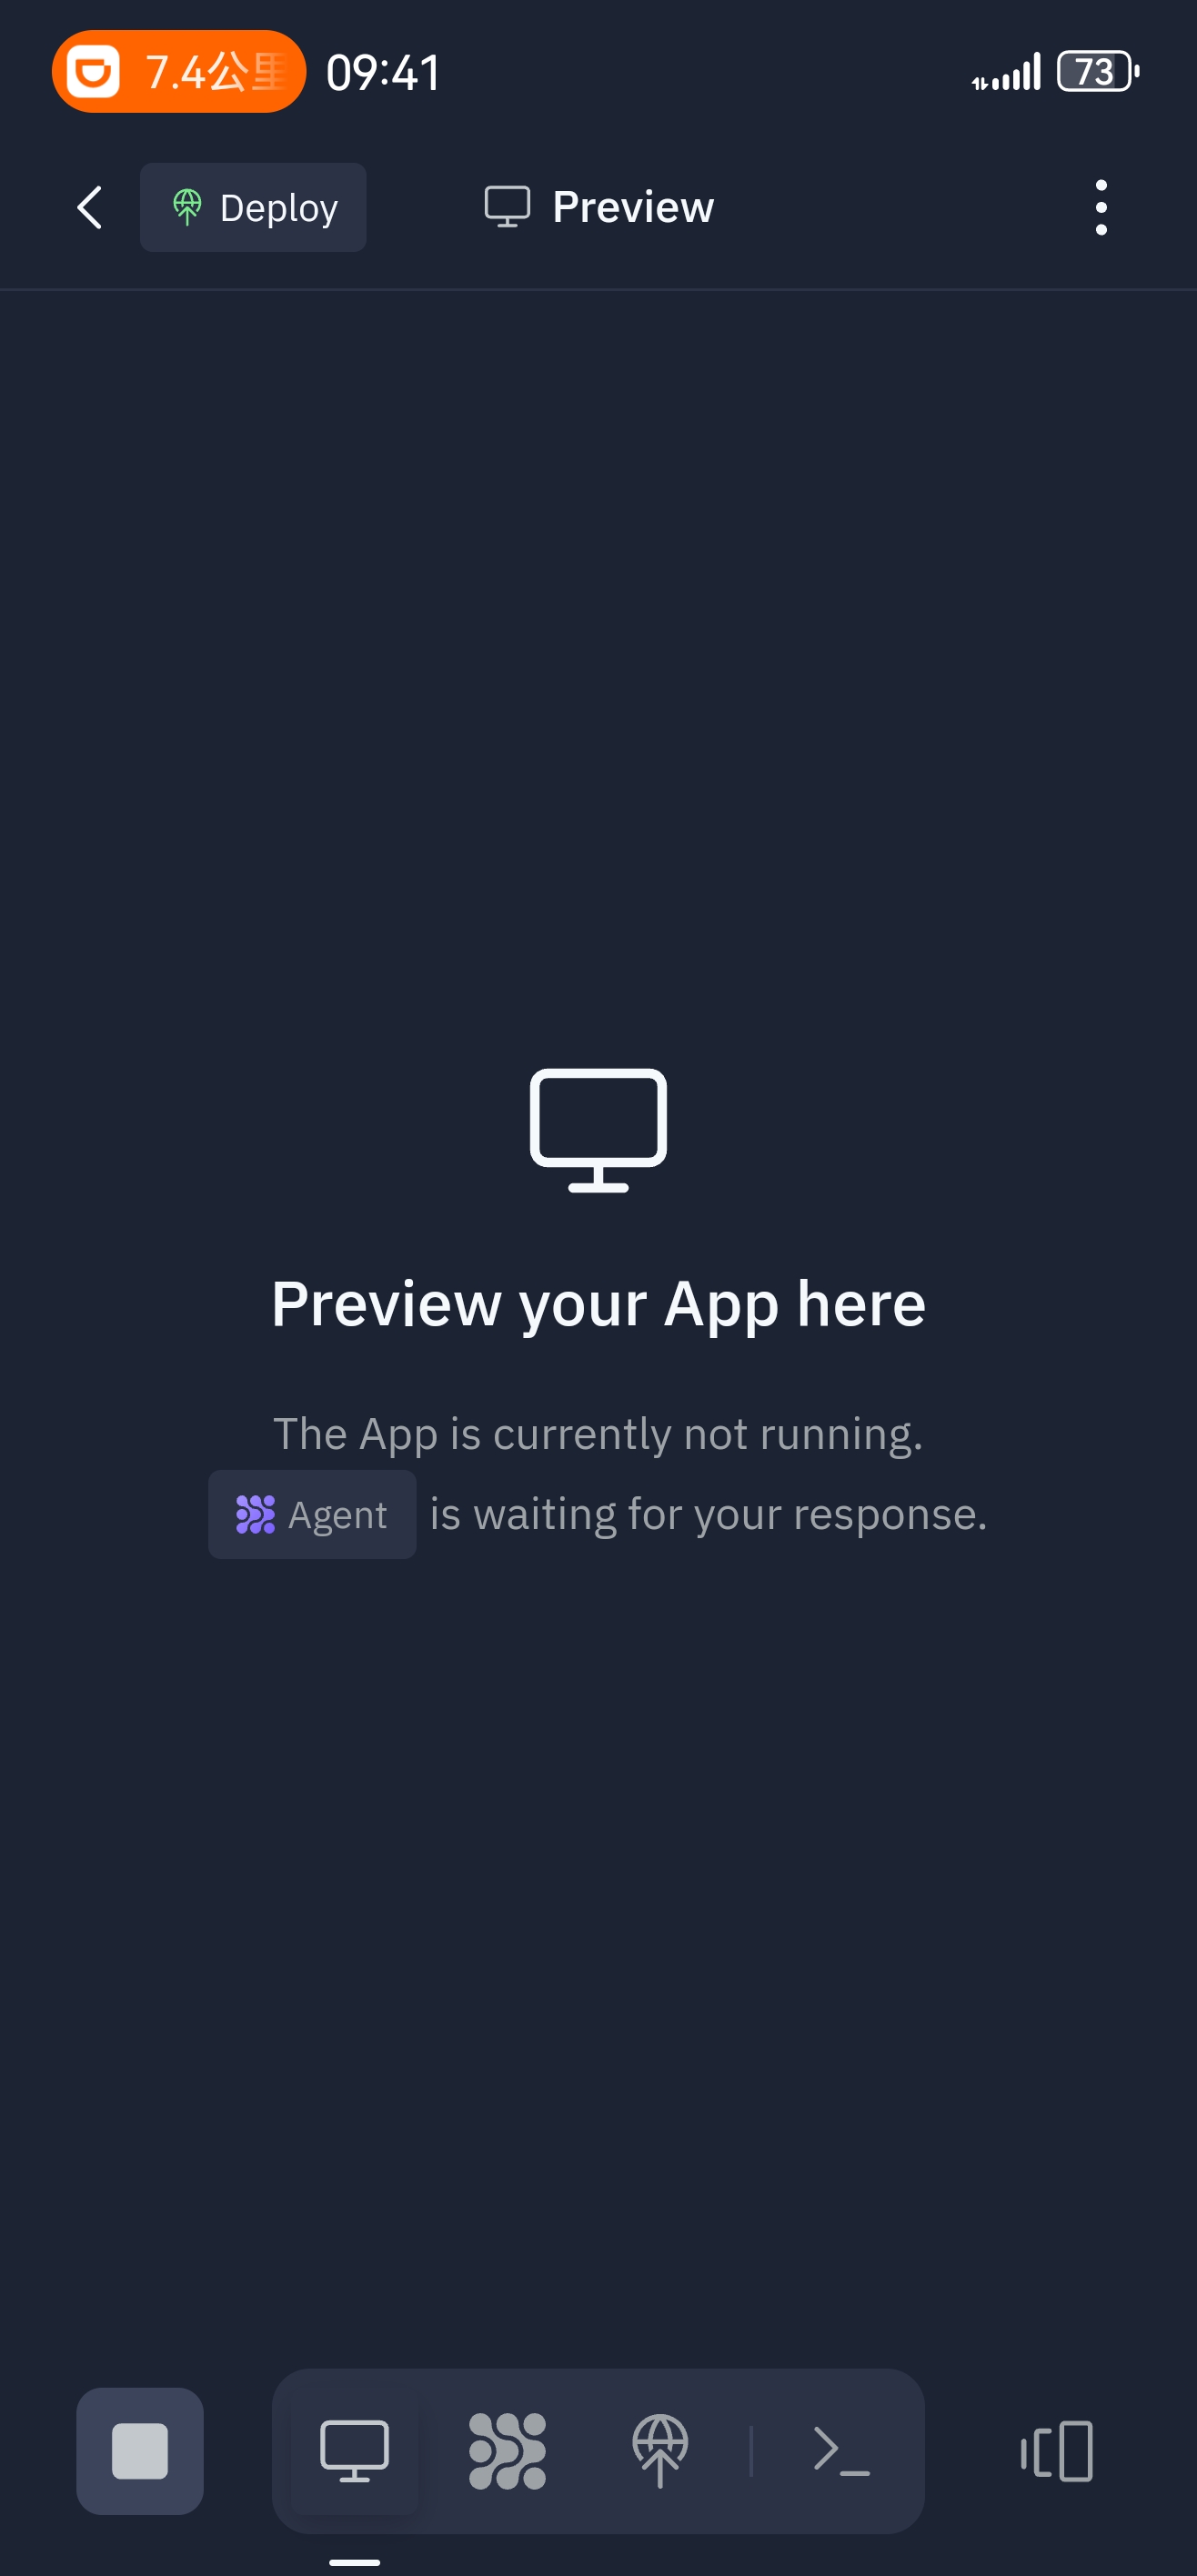 7.4公里 09:41 73
Deploy Preview
Preview your App here
The App is currently not running.
Agent is waiting for your response.